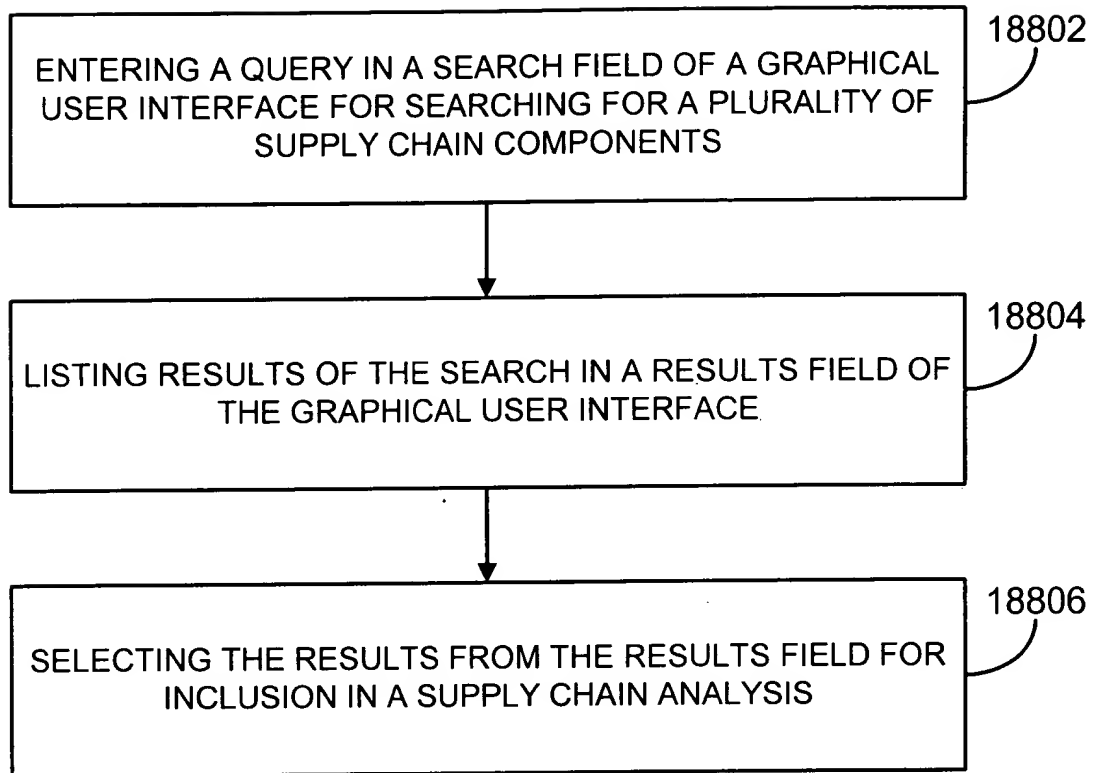 18802
ENTERING A QUERY IN A SEARCH FIELD OF A GRAPHICAL
USER INTERFACE FOR SEARCHING FOR A PLURALITY OF
SUPPLY CHAIN COMPONENTS
18804
LISTING RESULTS OF THE SEARCH IN A RESULTS FIELD OF
THE GRAPHICAL USER INTERFACE
18806
SELECTING THE RESULTS FROM THE RESULTS FIELD FOR
INCLUSION IN A SUPPLY CHAIN ANALYSIS